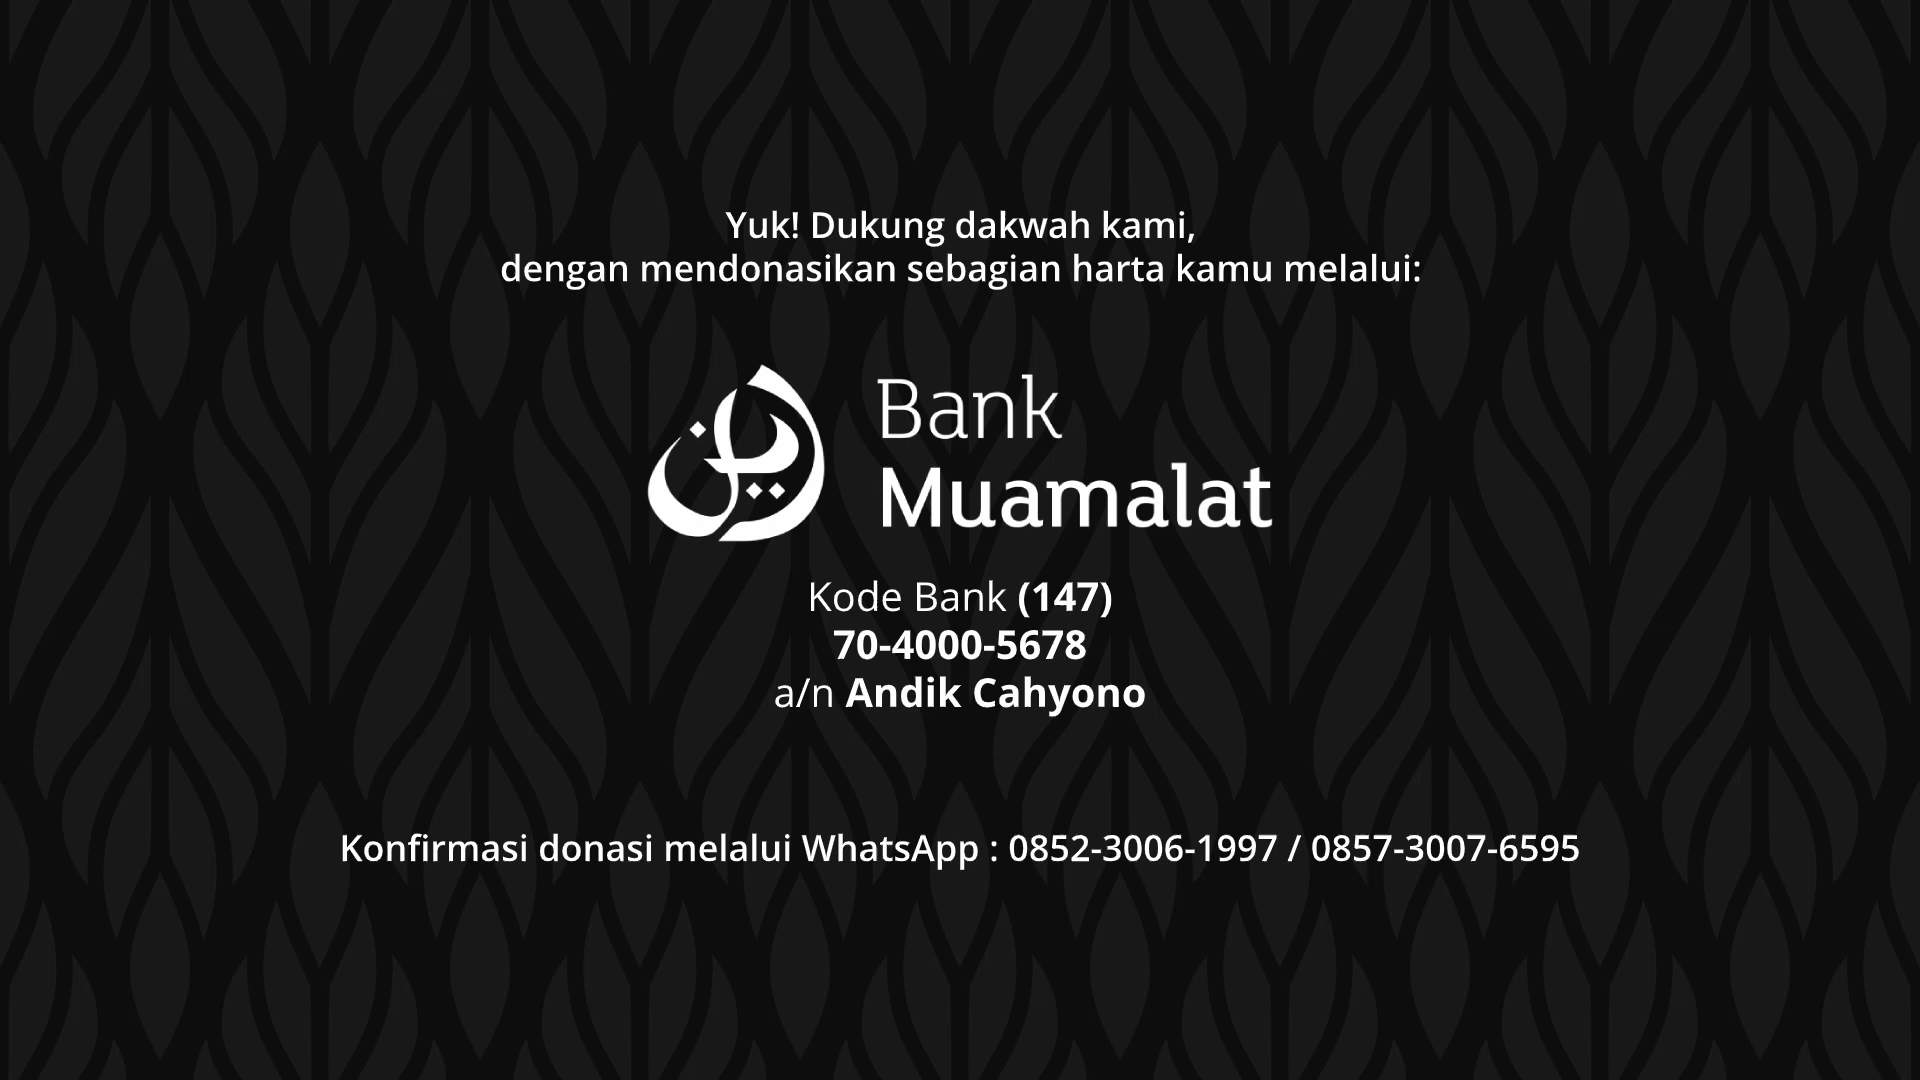 Yuk! Dukung dakwah kami,
dengan mendonasikan sebagian harta kamu melalui:
Bank
Muamalat
Kode Bank (147)
70-4000-5678
a/n Andik Cahyono
Konfirmasi donasi melalui WhatsApp : 0852-3006-1997 / 0857-3007-6595